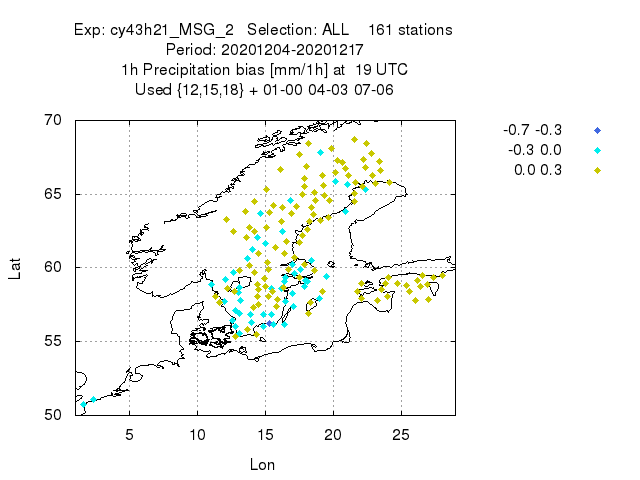 Exp: cy43h21_MSG_2 Selection: ALL 161 stations
Period: 20201204-20201217
1h Precipitation bias [mm/1h] at 19 UTC
Used {12,15,18} + 01-00 04-03 07-06
-0.7 -0.3
-0.3 0.0
0.0 0.3
70
65
60
55
50
Lat
5 10 15 20 25
Lon